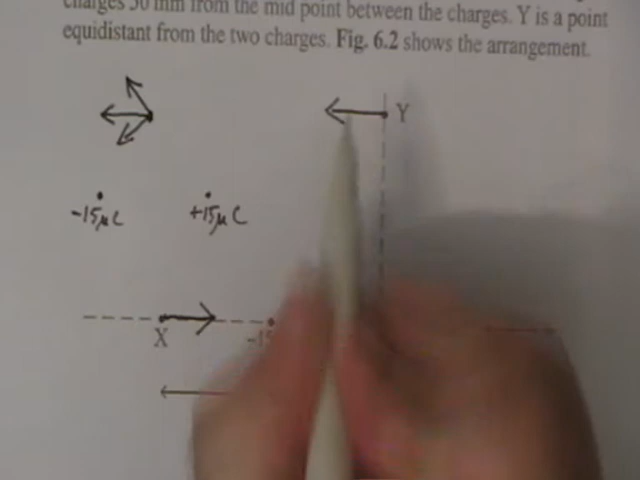 charges 50 mm from the mid point between the charges. Y is a point
equidistant from the two charges. Fig. 6.2 shows the arrangement.
Y
-15μC
+15μC
X
-15